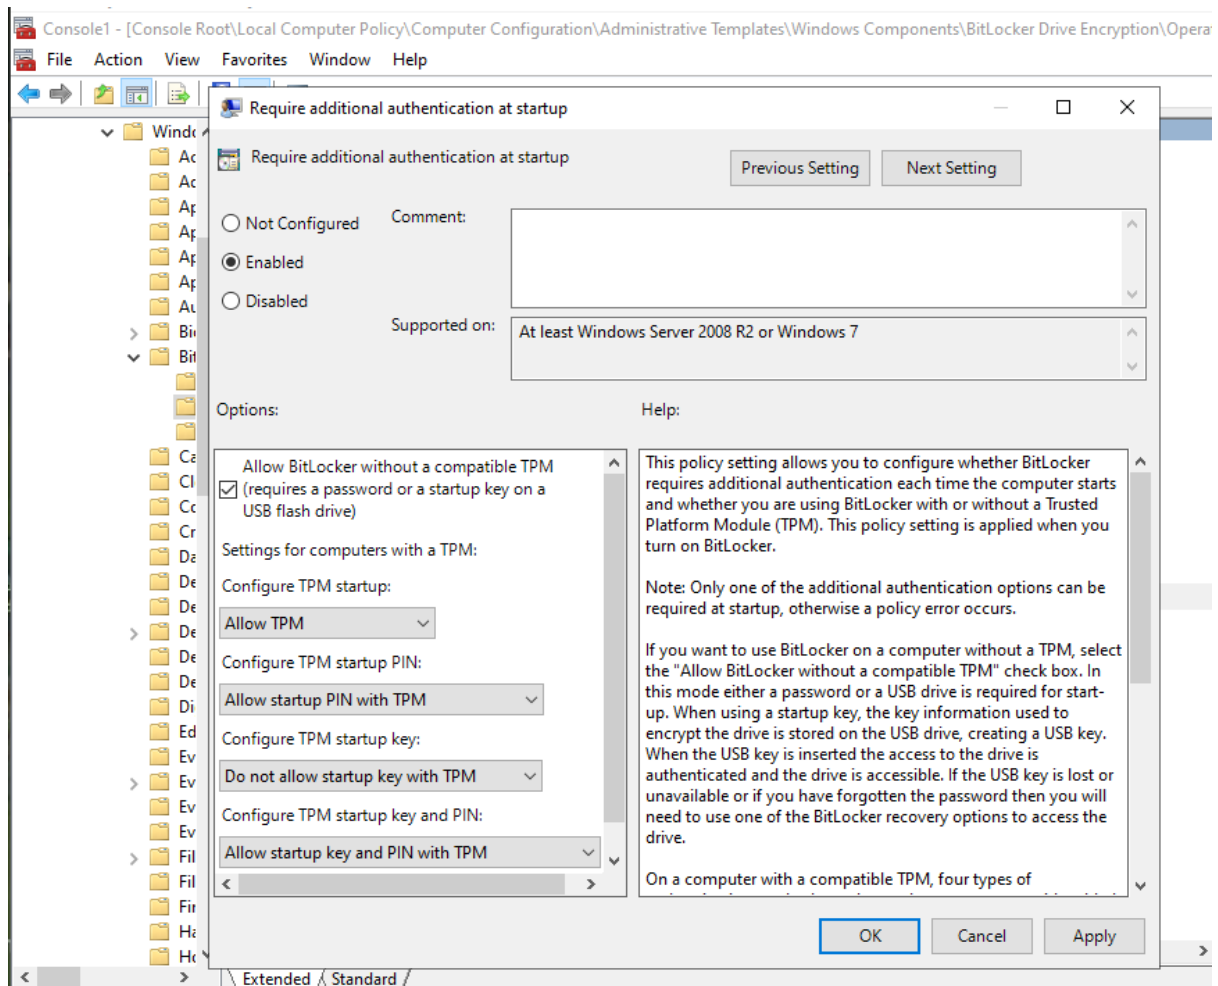 Console1 - [Console Root\Local Computer Policy\Computer Configuration\Administrative Templates\Windows Components\BitLocker Drive Encryption\Opera
File Action View Favorites Window Help
Require additional authentication at startup
Require additional authentication at startup
Previous Setting Next Setting
Not Configured
Enabled
Disabled
Comment:
Supported on:
At least Windows Server 2008 R2 or Windows 7
Options:
Allow BitLocker without a compatible TPM
(requires a password or a startup key on a
USB flash drive)
Settings for computers with a TPM:
Configure TPM startup:
Allow TPM
Configure TPM startup PIN:
Allow startup PIN with TPM
Configure TPM startup key:
Do not allow startup key with TPM
Configure TPM startup key and PIN:
Allow startup key and PIN with TPM
Help:
This policy setting allows you to configure whether BitLocker
requires additional authentication each time the computer starts
and whether you are using BitLocker with or without a Trusted
Platform Module (TPM). This policy setting is applied when you
turn on BitLocker.
Note: Only one of the additional authentication options can be
required at startup, otherwise a policy error occurs.
If you want to use BitLocker on a computer without a TPM, select
the "Allow BitLocker without a compatible TPM" check box. In
this mode either a password or a USB drive is required for start-
up. When using a startup key, the key information used to
encrypt the drive is stored on the USB drive, creating a USB key.
When the USB key is inserted the access to the drive is
authenticated and the drive is accessible. If the USB key is lost or
unavailable or if you have forgotten the password then you will
need to use one of the BitLocker recovery options to access the
drive.
On a computer with a compatible TPM, four types of
OK Cancel Apply
Extended Standard